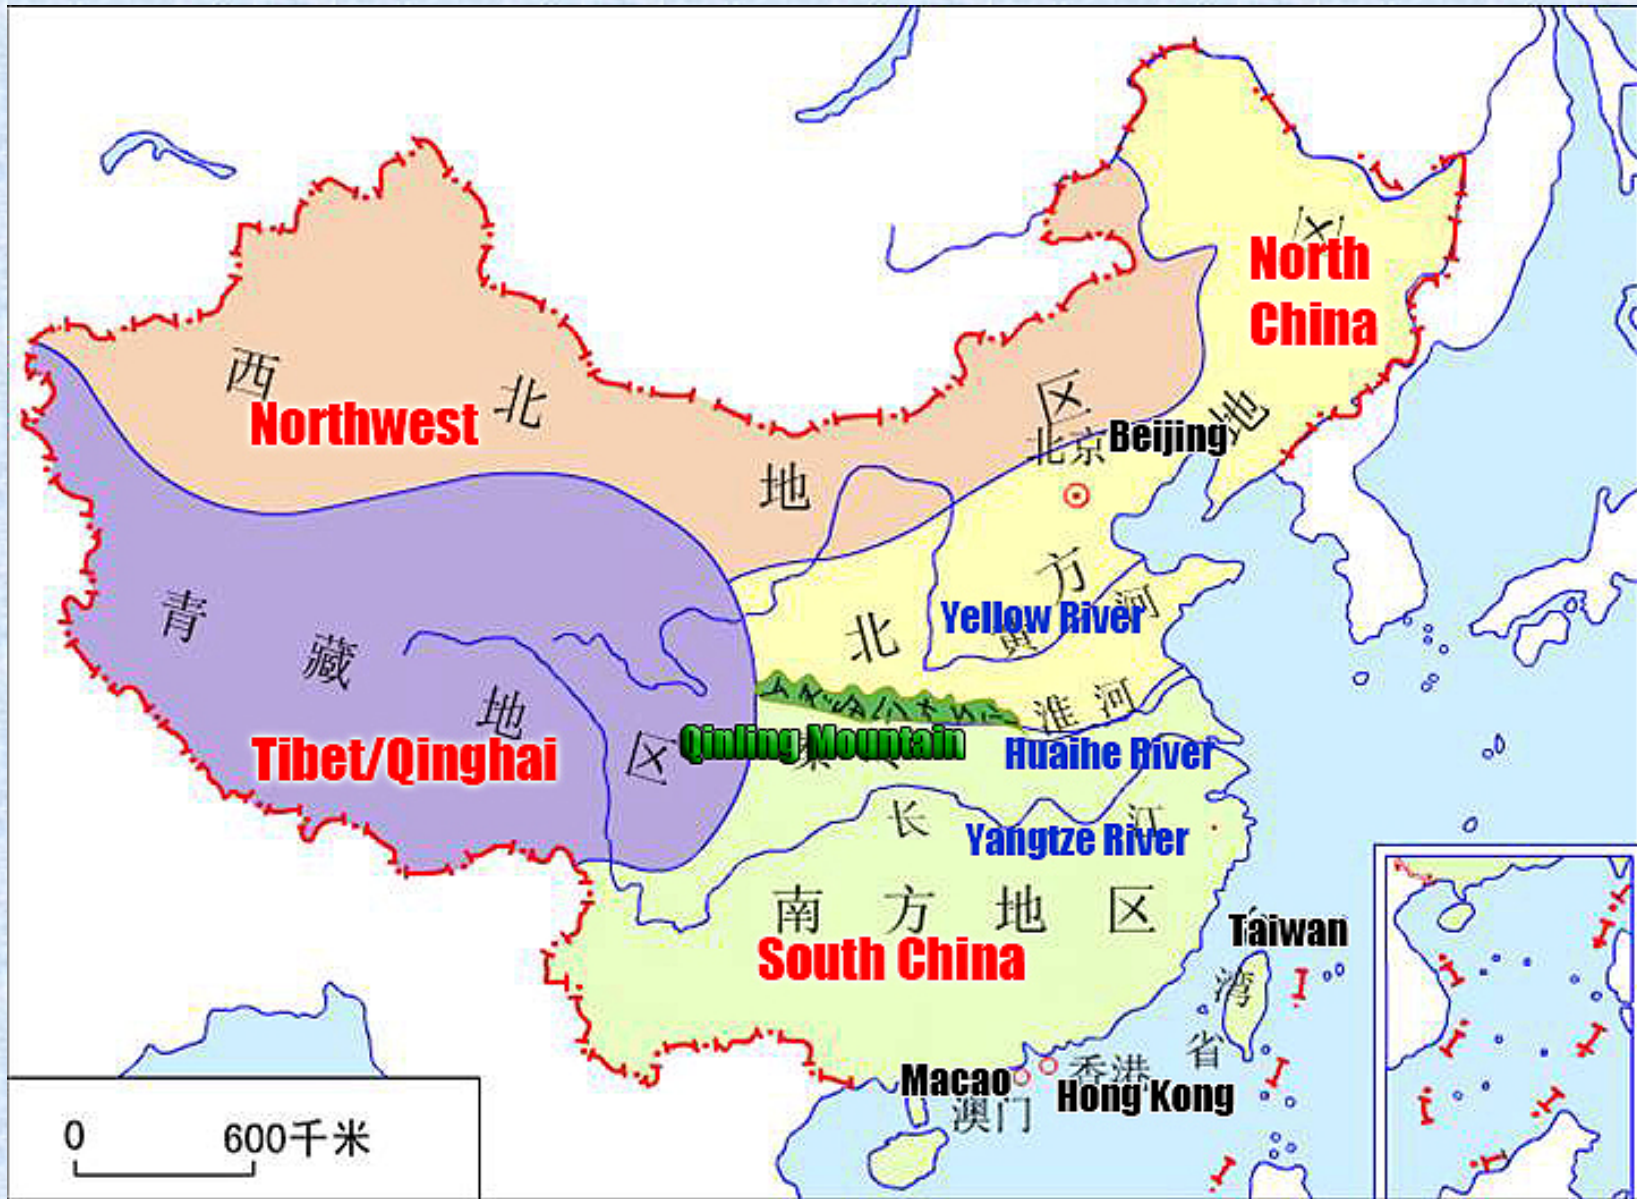 区
North
China
西
Northwest
北
区
地
北京
Beijing
地
方
河
Yellow River
黄
北
青
藏
地
区
Tibet/Qinghai
淮河
Qinling Mountain
Huaihe River
长
江
Yangtze River
南方地区
South China
Taiwan
湾
省
Macao
香港
Hong Kong
澳门
0
600千米